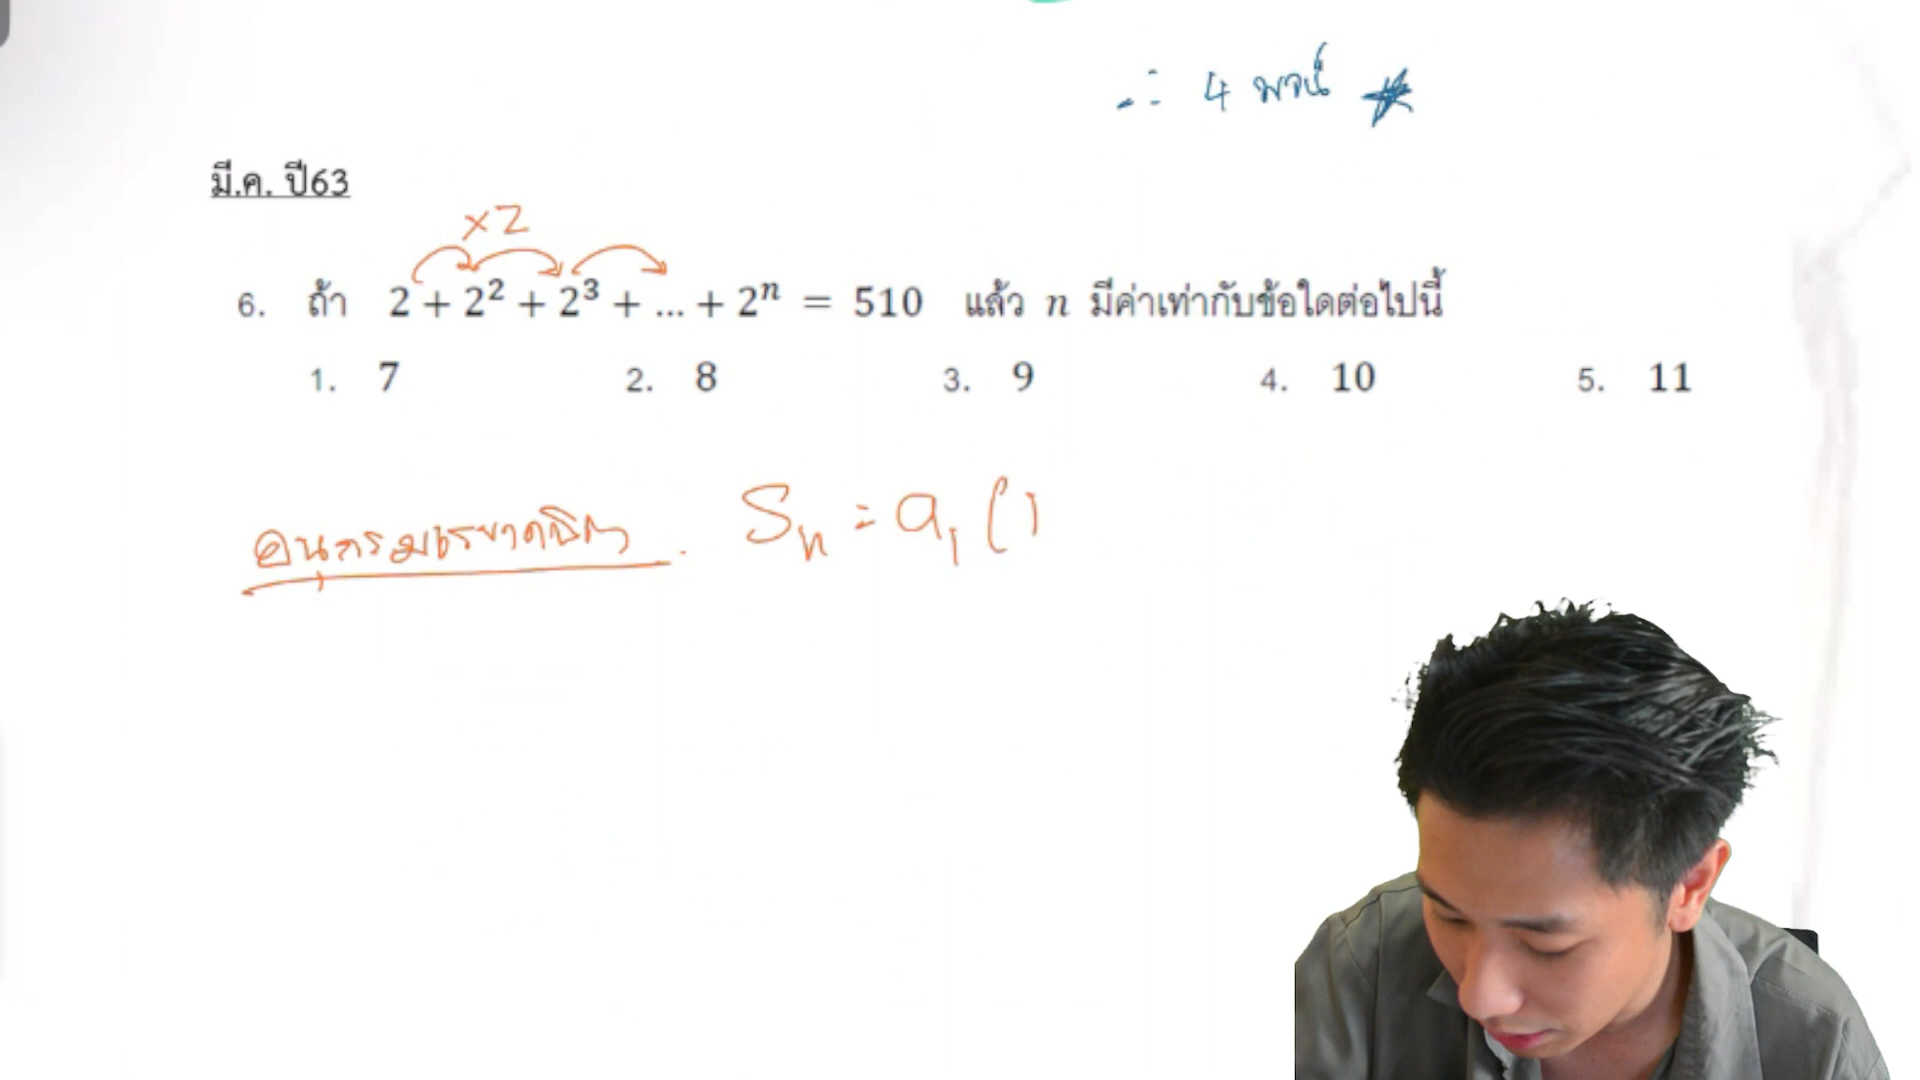 ∴ 4 พจน์
มี.ค. ปี63
×2
6. ถ้า 2 + 2² + 2³ + ... + 2ⁿ = 510 แล้ว n มีค่าเท่ากับข้อใดต่อไปนี้
1. 7 2. 8 3. 9 4. 10 5. 11
อนุกรมเรขาคณิต. Sₙ = a₁ (1